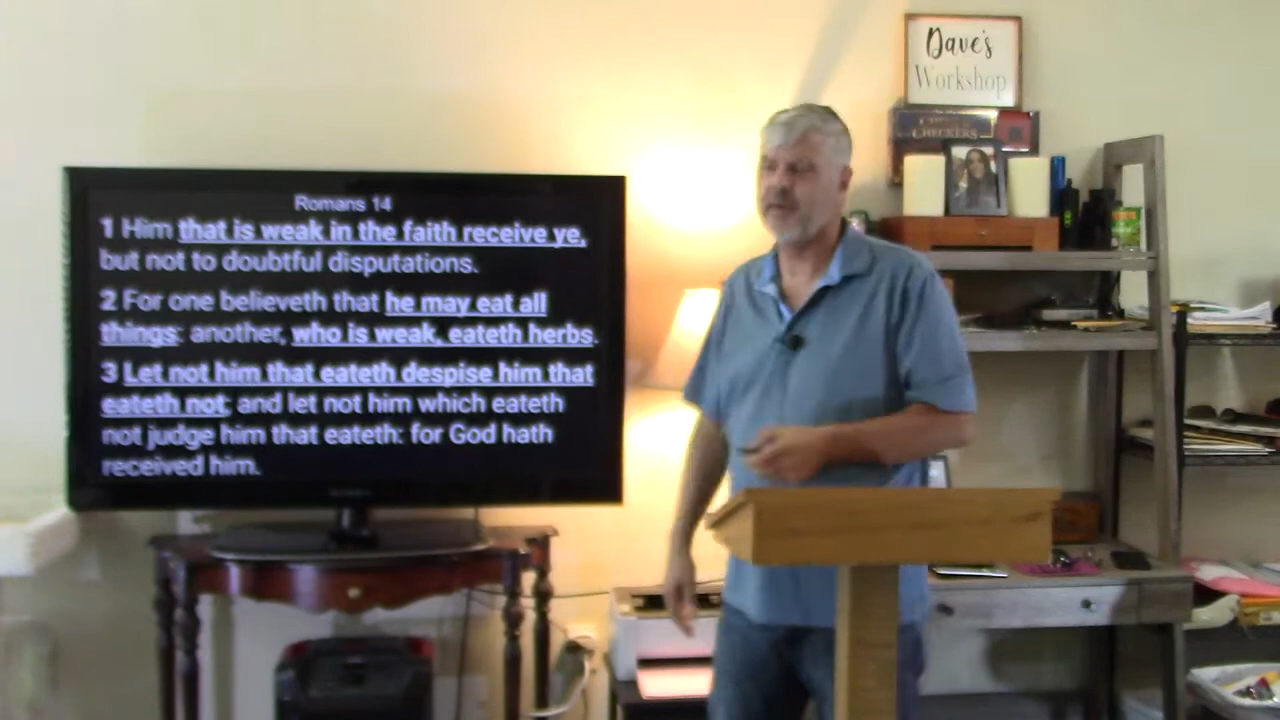 Dave's
Workshop
CHECKERS
Romans 14
1 Him that is weak in the faith receive ye,
but not to doubtful disputations.
2 For one believeth that he may eat all
things: another, who is weak, eateth herbs.
3 Let not him that eateth despise him that
eateth not; and let not him which eateth
not judge him that eateth: for God hath
received him.